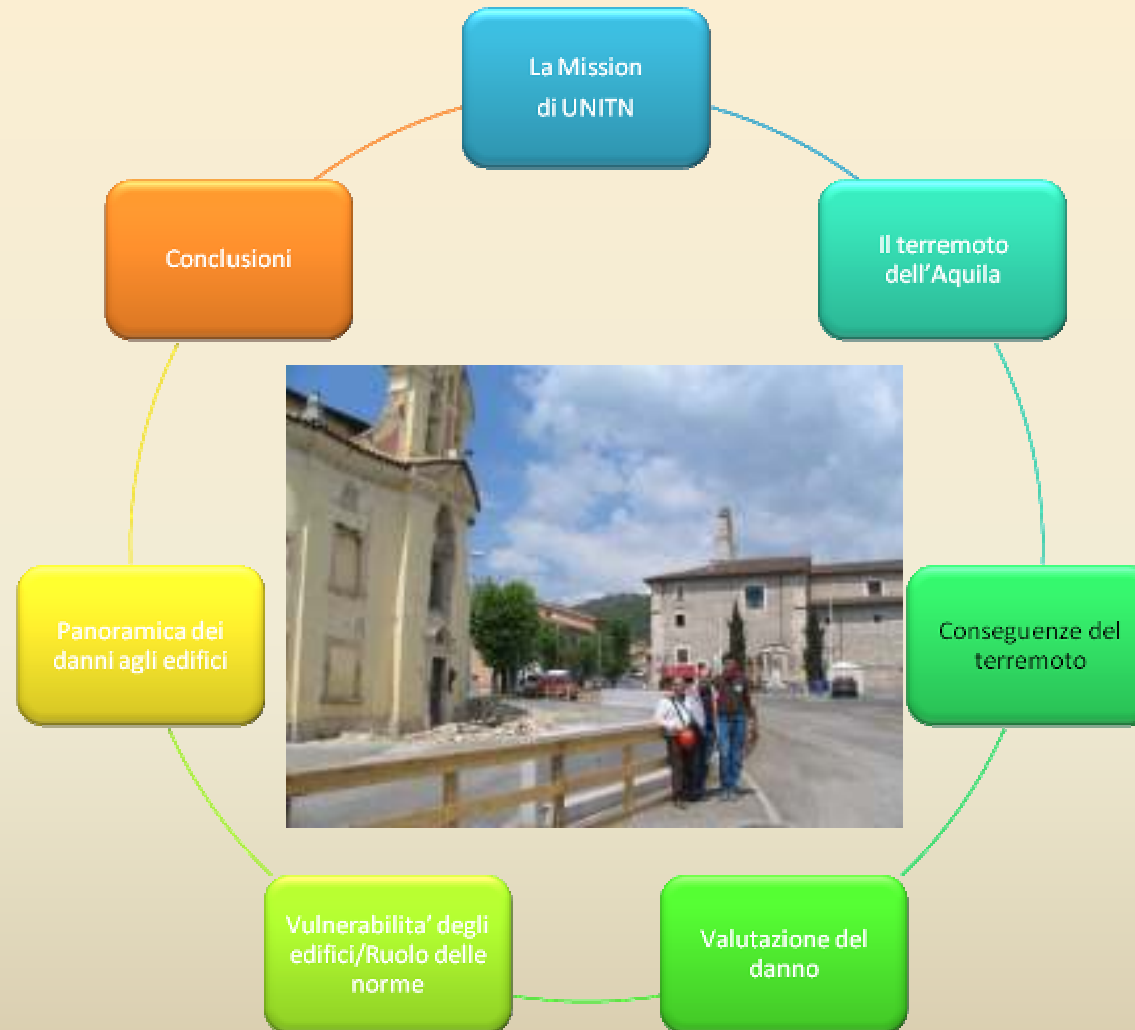 La Mission
di UNITN
Il terremoto
dell'Aquila
Conseguenze del
terremoto
Valutazione del
danno
Vulnerabilita' degli
edifici/Ruolo delle
norme
Panoramica dei
danni agli edifici
Conclusioni